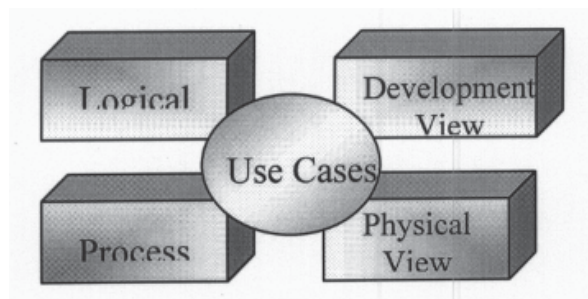 Logical
Development
View
Use Cases
Process
Physical
View